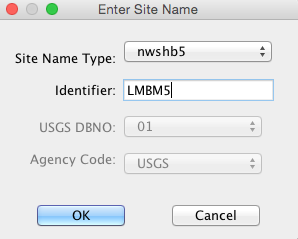 Enter Site Name
Site Name Type: nwshb5
Identifier: LMBM5
USGS DBNO: 01
Agency Code: USGS
OK Cancel